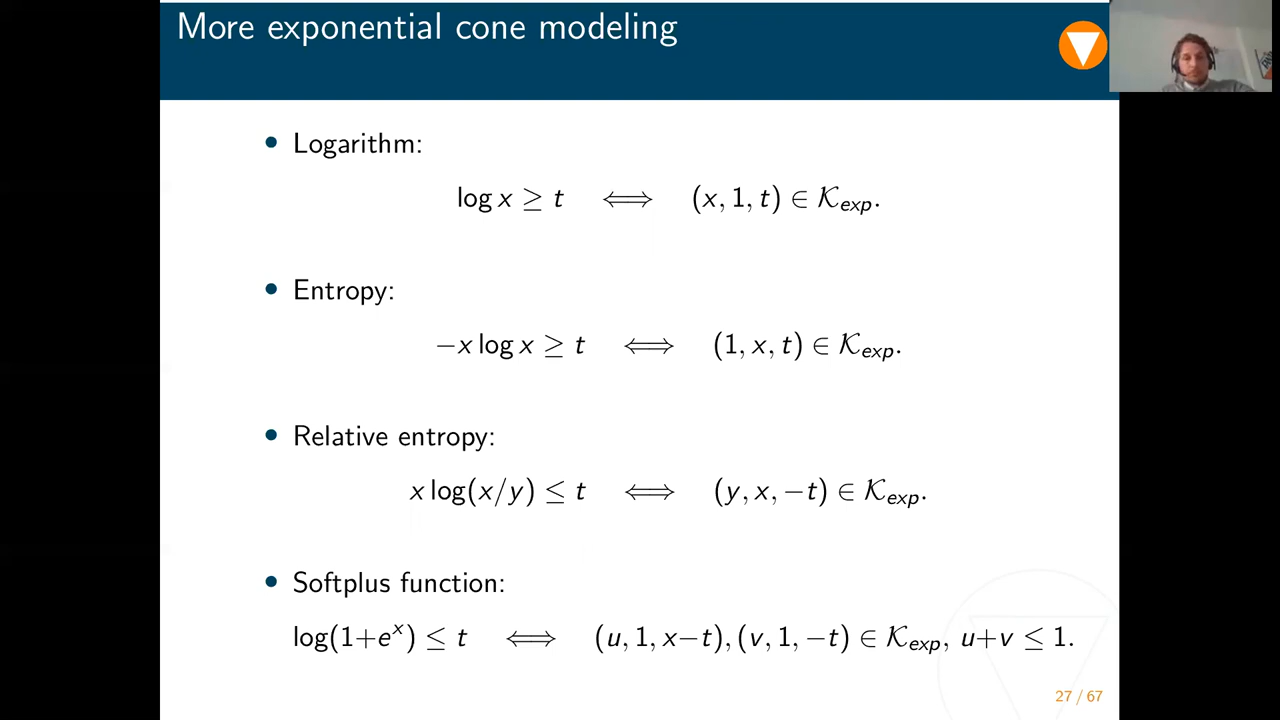 More exponential cone modeling
• Logarithm:
log x ≥ t ⟺ (x, 1, t) ∈ 𝒦exp.
• Entropy:
−x log x ≥ t ⟺ (1, x, t) ∈ 𝒦exp.
• Relative entropy:
x log(x/y) ≤ t ⟺ (y, x, −t) ∈ 𝒦exp.
• Softplus function:
log(1+eˣ) ≤ t ⟺ (u, 1, x−t), (v, 1, −t) ∈ 𝒦exp, u+v ≤ 1.
27 / 67